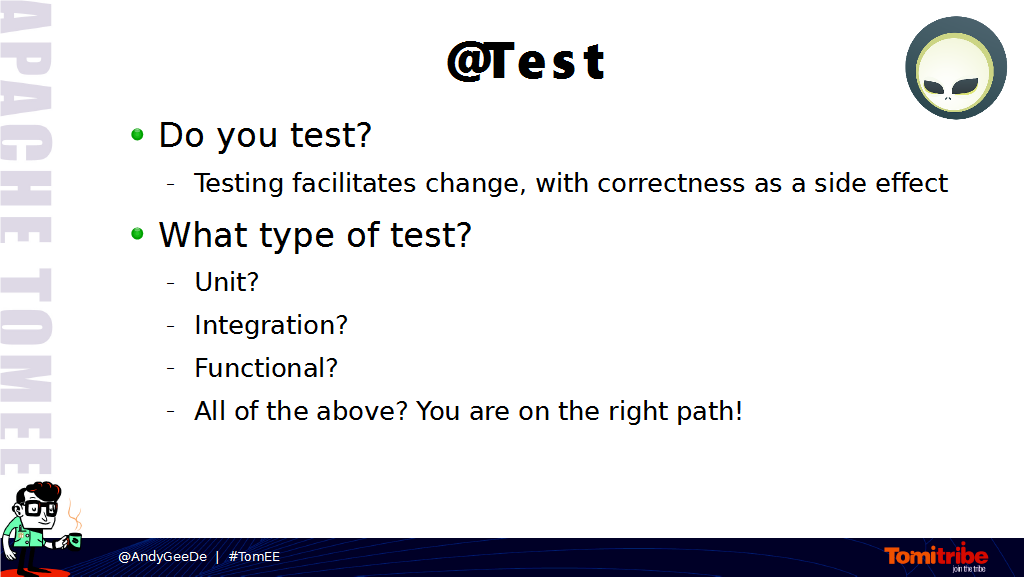 APACHE TOMEE
@Test
Do you test?
- Testing facilitates change, with correctness as a side effect
What type of test?
- Unit?
- Integration?
- Functional?
- All of the above? You are on the right path!
@AndyGeeDe | #TomEE
Tomitribe
join the tribe